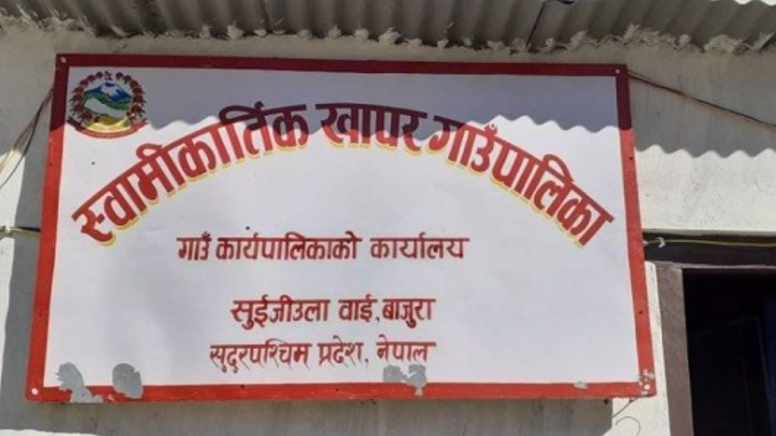 स्वामीकार्तिक खापर गाउँपालिका
गाउँ कार्यपालिकाको कार्यालय
सुईजीउला वाई, बाजुरा
सुदुरपश्चिम प्रदेश, नेपाल